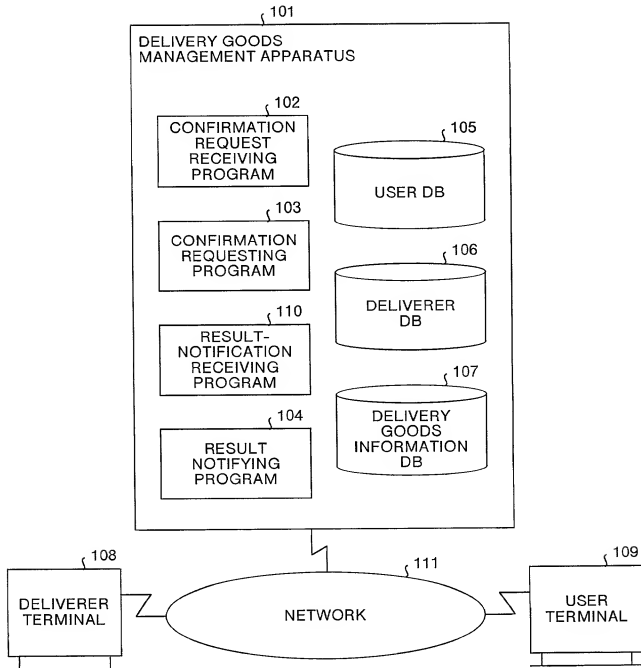 101
DELIVERY GOODS
MANAGEMENT APPARATUS
102
CONFIRMATION
REQUEST
RECEIVING
PROGRAM
105
USER DB
103
CONFIRMATION
REQUESTING
PROGRAM
106
DELIVERER
DB
110
RESULT-
NOTIFICATION
RECEIVING
PROGRAM
107
DELIVERY
GOODS
INFORMATION
DB
104
RESULT
NOTIFYING
PROGRAM
108
DELIVERER
TERMINAL
111
NETWORK
109
USER
TERMINAL